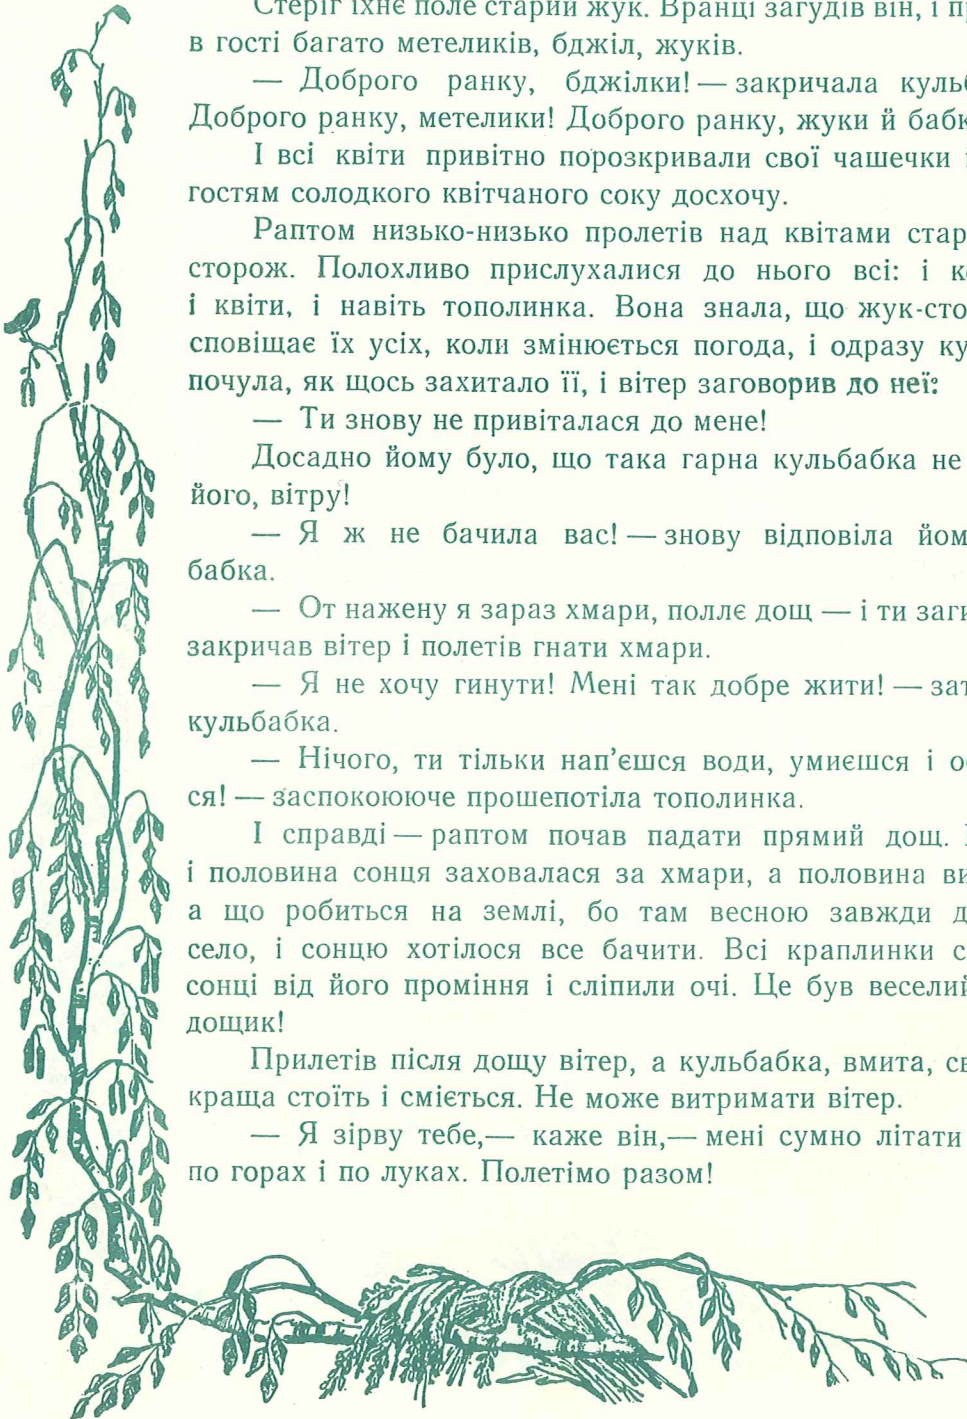 Стеріг їхнє поле старий жук. Вранці загудів він, і
в гості багато метеликів, бджіл, жуків.
— Доброго ранку, бджілки! — закричала
Доброго ранку, метелики! Доброго ранку, жуки й
І всі квіти привітно порозкривали свої чашечки
гостям солодкого квітчаного соку досхочу.
Раптом низько-низько пролетів над квітами
сторож. Полохливо прислухалися до нього всі: і
і квіти, і навіть тополинка. Вона знала, що
сповіщає їх усіх, коли змінюється погода, і одразу
почула, як щось захитало її, і вітер заговорив до неї:
— Ти знову не привіталася до мене!
Досадно йому було, що така гарна кульбабка не
його, вітру!
— Я ж не бачила вас! — знову відповіла
бабка.
— От нажену я зараз хмари, поллє дощ — і ти
закричав вітер і полетів гнати хмари.
— Я не хочу гинути! Мені так добре жити! —
кульбабка.
— Нічого, ти тільки нап’єшся води, умиєшся і
ся! — заспокоююче прошепотіла тополинка.
І справді — раптом почав падати прямий дощ.
і половина сонця заховалася за хмари, а половина
а що робиться на землі, бо там весною завжди
село, і сонцю хотілося все бачити. Всі краплинки
сонці від його проміння і сліпили очі. Це був веселий
дощик!
Прилетів після дощу вітер, а кульбабка, вмита,
краща стоїть і сміється. Не може витримати вітер.
— Я зірву тебе,— каже він,— мені сумно літати
по горах і по луках. Полетімо разом!